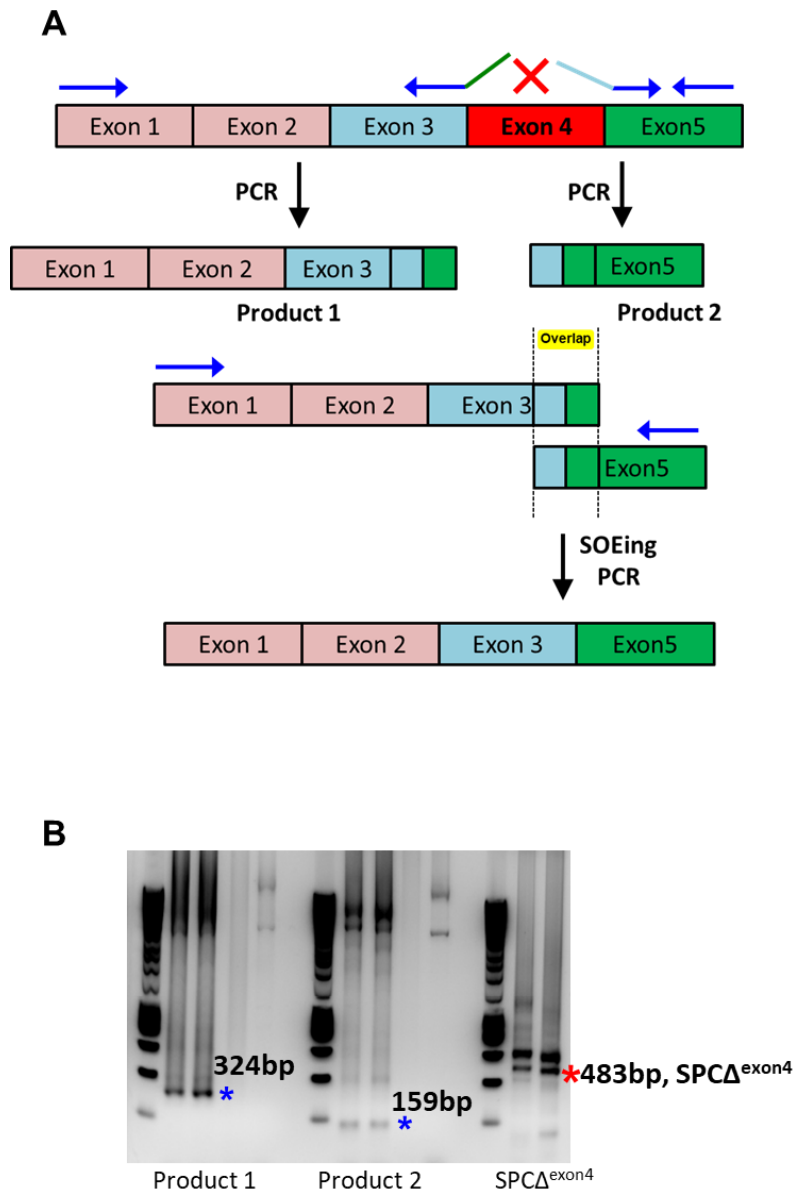 A
Exon 1 Exon 2 Exon 3 Exon 4 Exon5
PCR PCR
Exon 1 Exon 2 Exon 3 Exon5
Product 1 Product 2
Overlap
Exon 1 Exon 2 Exon 3
Exon5
SOEing
PCR
Exon 1 Exon 2 Exon 3 Exon5
B
324bp
*
159bp
*
*483bp, SPCΔexon4
Product 1 Product 2 SPCΔexon4